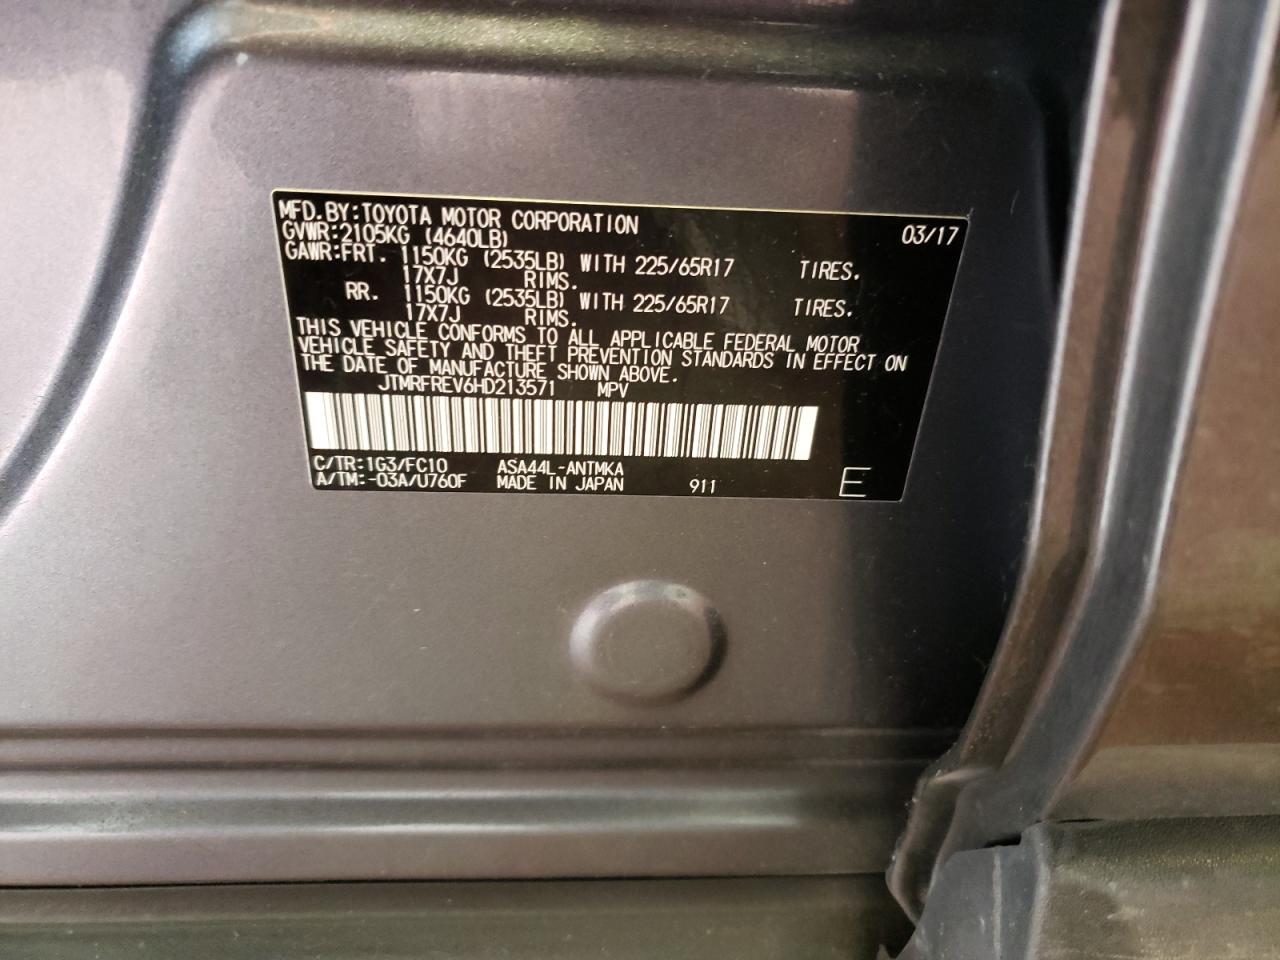 MFD.BY:TOYOTA MOTOR CORPORATION 03/17
GVWR:2105KG (4640LB)
GAWR:FRT. 1150KG (2535LB) WITH 225/65R17 TIRES.
17X7J RIMS.
RR. 1150KG (2535LB) WITH 225/65R17 TIRES.
17X7J RIMS.
THIS VEHICLE CONFORMS TO ALL APPLICABLE FEDERAL MOTOR
VEHICLE SAFETY AND THEFT PREVENTION STANDARDS IN EFFECT ON
THE DATE OF MANUFACTURE SHOWN ABOVE.
JTMRFREV6HD213571 MPV
C/TR:1G3/FC10 ASA44L-ANTMKA
A/TM:-03A/U760F MADE IN JAPAN 911 E